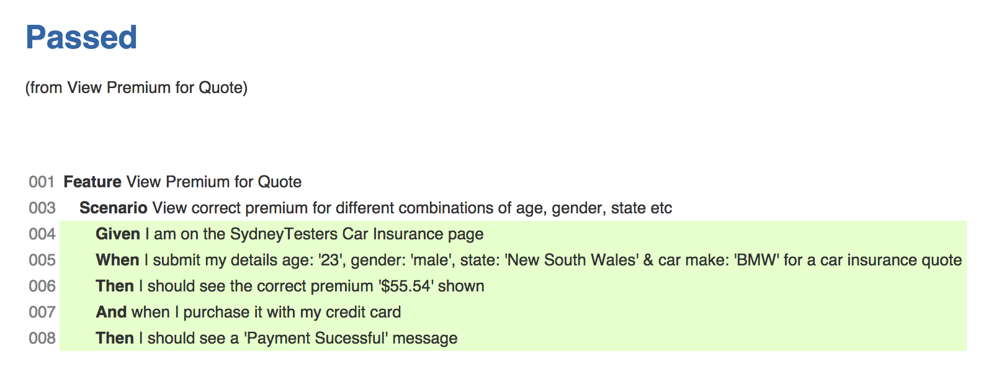 Passed
(from View Premium for Quote)
001 Feature View Premium for Quote
003 Scenario View correct premium for different combinations of age, gender, state etc
004 Given I am on the SydneyTesters Car Insurance page
005 When I submit my details age: '23', gender: 'male', state: 'New South Wales' & car make: 'BMW' for a car insurance quote
006 Then I should see the correct premium '$55.54' shown
007 And when I purchase it with my credit card
008 Then I should see a 'Payment Sucessful' message